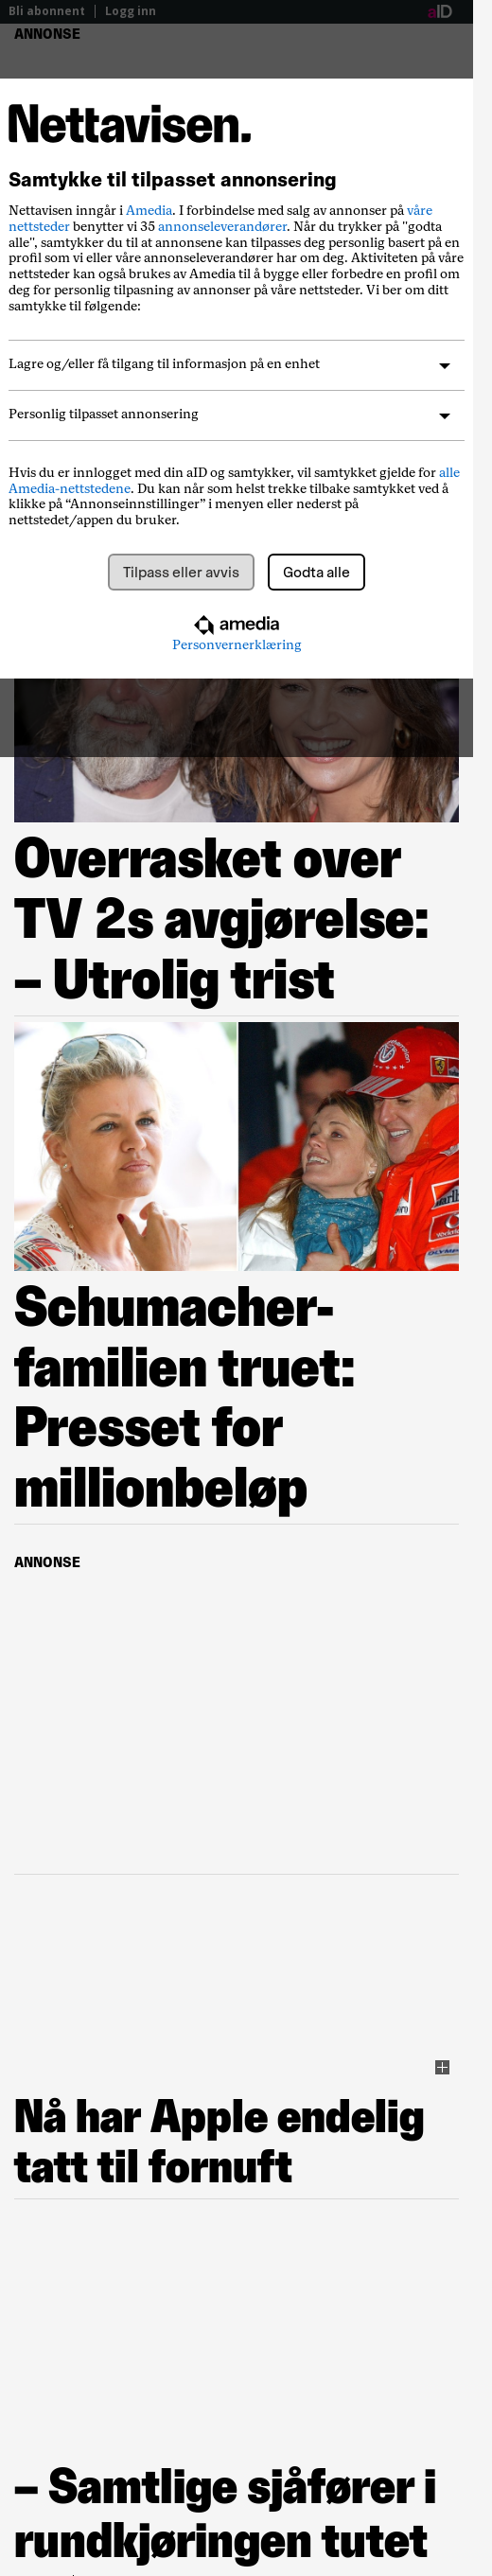 Bli abonnent | Logg inn
aID
ANNONSE
Nettavisen.
Samtykke til tilpasset annonsering
Nettavisen inngår i Amedia. I forbindelse med salg av annonser på våre
nettsteder benytter vi 35 annonseleverandører. Når du trykker på "godta
alle", samtykker du til at annonsene kan tilpasses deg personlig basert på en
profil som vi eller våre annonseleverandører har om deg. Aktiviteten på våre
nettsteder kan også brukes av Amedia til å bygge eller forbedre en profil om
deg for personlig tilpasning av annonser på våre nettsteder. Vi ber om ditt
samtykke til følgende:
Lagre og/eller få tilgang til informasjon på en enhet
Personlig tilpasset annonsering
Hvis du er innlogget med din aID og samtykker, vil samtykket gjelde for alle
Amedia-nettstedene. Du kan når som helst trekke tilbake samtykket ved å
klikke på “Annonseinnstillinger” i menyen eller nederst på
nettstedet/appen du bruker.
Tilpass eller avvis Godta alle
amedia
Personvernerklæring
Overrasket over
TV 2s avgjørelse:
– Utrolig trist
Schumacher-
familien truet:
Presset for
millionbeløp
ANNONSE
Nå har Apple endelig
tatt til fornuft
– Samtlige sjåfører i
rundkjøringen tutet